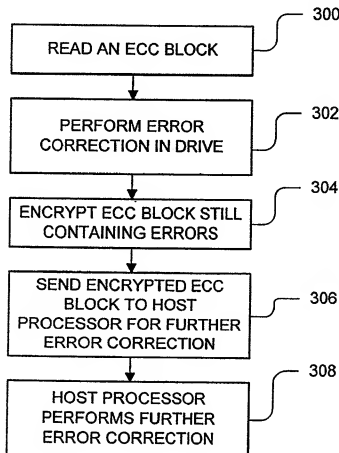 300
READ AN ECC BLOCK
302
PERFORM ERROR
CORRECTION IN DRIVE
304
ENCRYPT ECC BLOCK STILL
CONTAINING ERRORS
306
SEND ENCRYPTED ECC
BLOCK TO HOST
PROCESSOR FOR FURTHER
ERROR CORRECTION
308
HOST PROCESSOR
PERFORMS FURTHER
ERROR CORRECTION